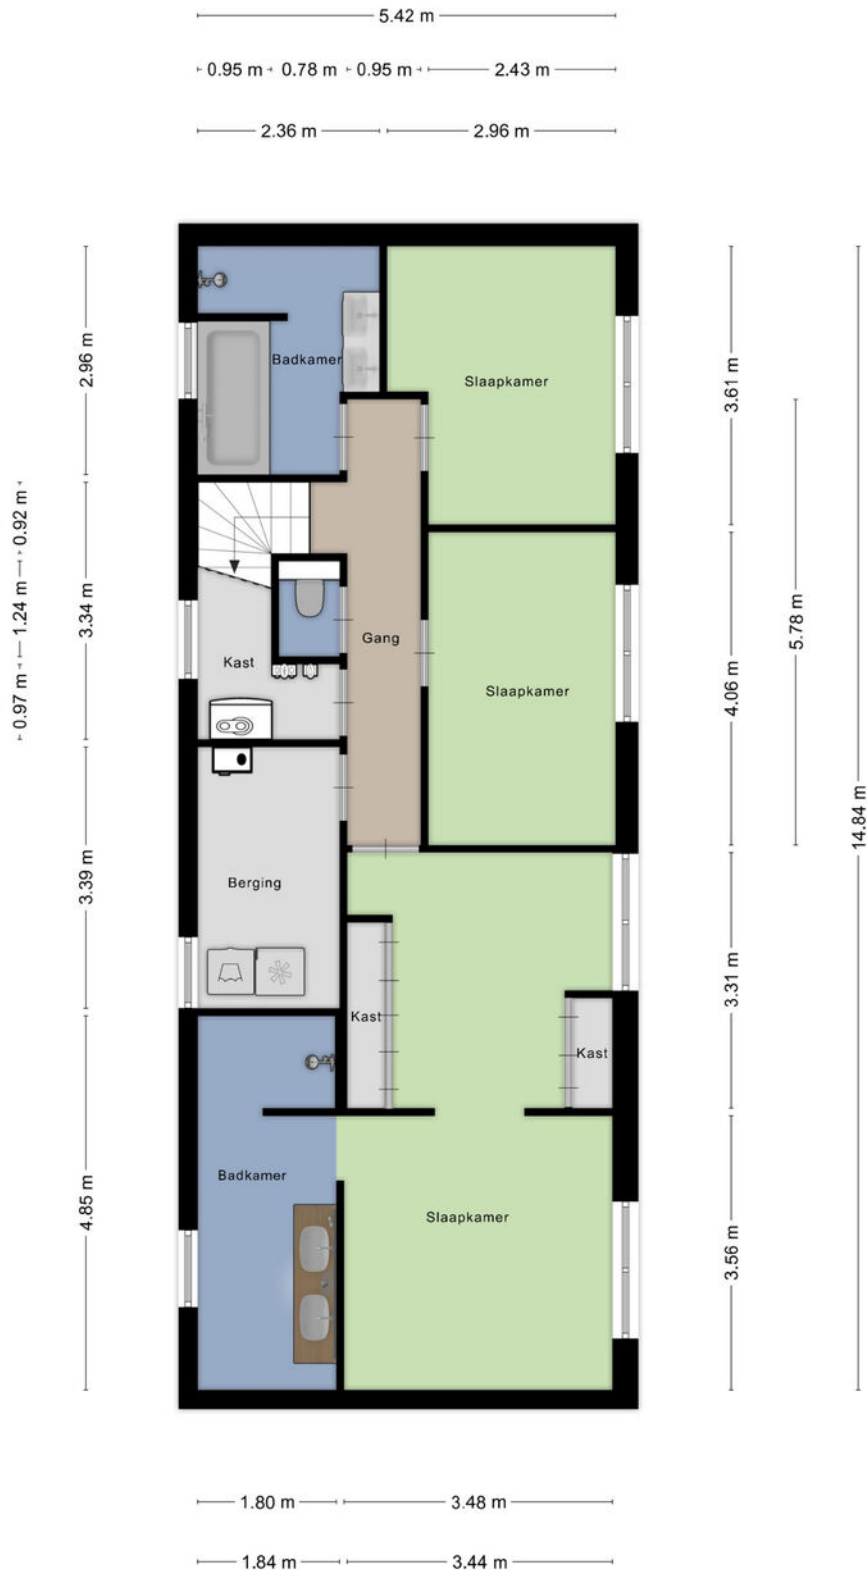 5.42 m
0.95 m 0.78 m 0.95 m 2.43 m
2.36 m 2.96 m
2.96 m
3.34 m
3.39 m
4.85 m
0.92 m
1.24 m
0.97 m
3.61 m
4.06 m
3.31 m
3.56 m
5.78 m
14.84 m
Badkamer
Slaapkamer
Gang
Kast
Slaapkamer
Berging
Kast
Kast
Badkamer
Slaapkamer
1.80 m 3.48 m
1.84 m 3.44 m